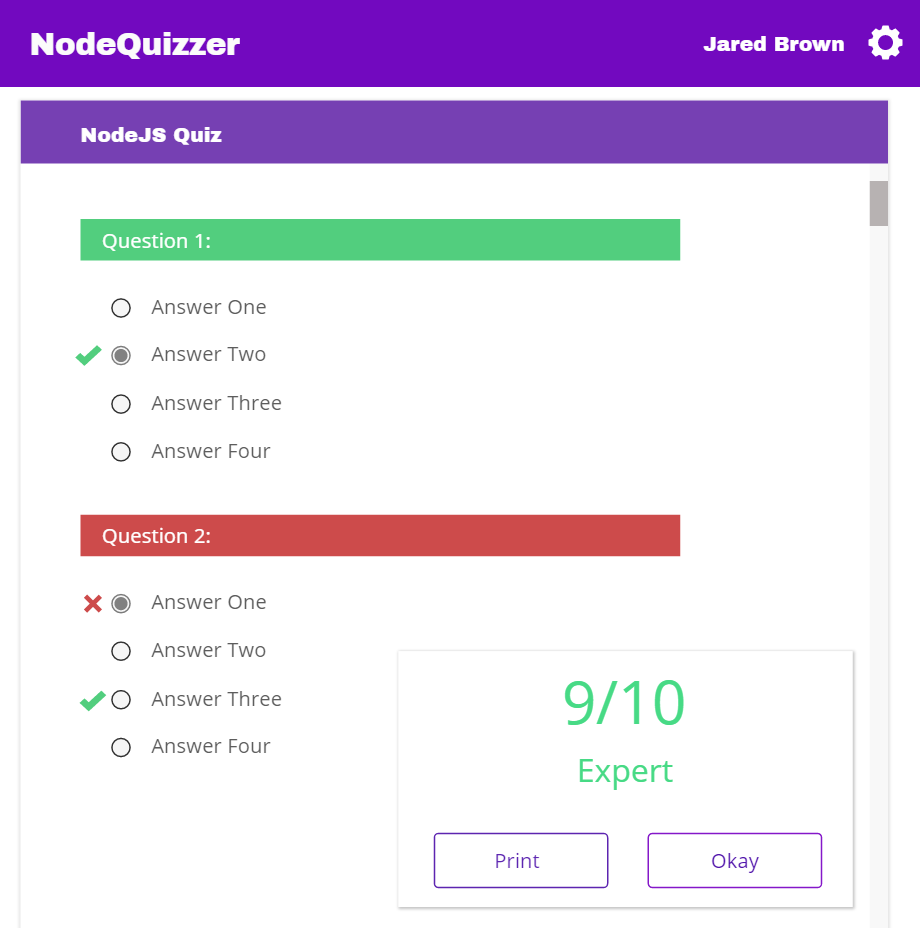 NodeQuizzer
Jared Brown
NodeJS Quiz
Question 1:
Answer One
Answer Two
Answer Three
Answer Four
Question 2:
Answer One
Answer Two
Answer Three
Answer Four
9/10
Expert
Print
Okay